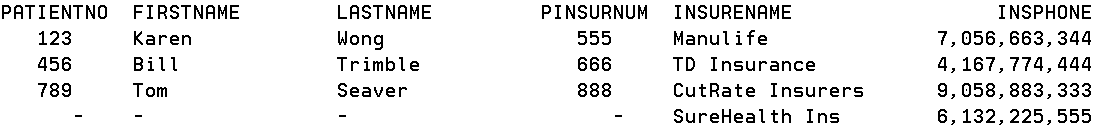 PATIENTNO FIRSTNAME LASTNAME PINSURNUM INSURENAME INSPHONE
123 Karen Wong 555 Manulife 7,056,663,344
456 Bill Trimble 666 TD Insurance 4,167,774,444
789 Tom Seaver 888 CutRate Insurers 9,058,883,333
- - - - SureHealth Ins 6,132,225,555